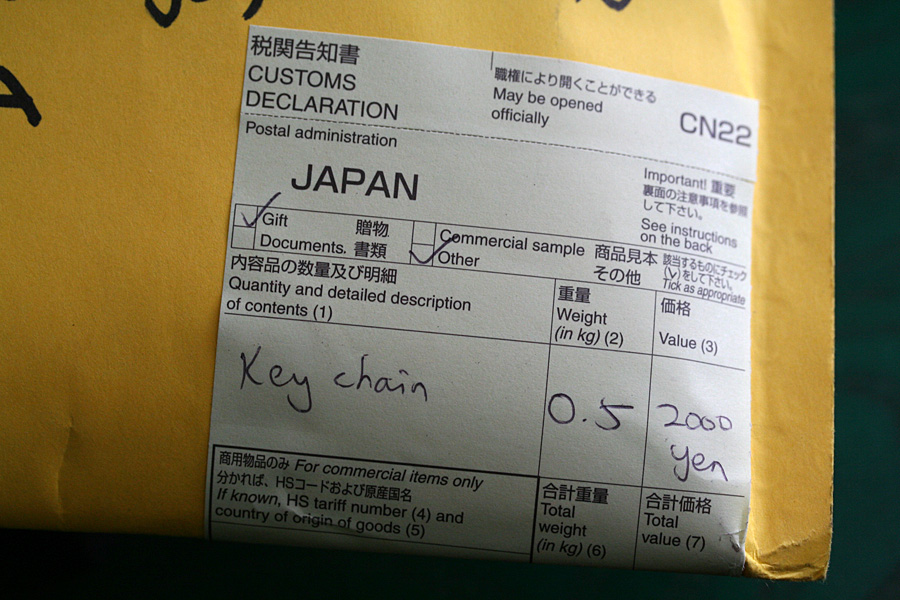 税関告知書
CUSTOMS
DECLARATION
職権により開くことができる
May be opened
officially
CN22
Postal administration
JAPAN
Important! 重要
裏面の注意事項を参照
して下さい。
See instructions
on the back
Gift 贈物
Documents. 書類
Commercial sample 商品見本
Other その他
該当するものにチェック
(✓)をして下さい。
Tick as appropriate
内容品の数量及び明細
Quantity and detailed description
of contents (1)
重量
Weight
(in kg) (2)
価格
Value (3)
Key chain
0.5
2000
yen
商用物品のみ For commercial items only
分かれば、HSコードおよび原産国名
If known, HS tariff number (4) and
country of origin of goods (5)
合計重量
Total
weight
(in kg) (6)
合計価格
Total
value (7)